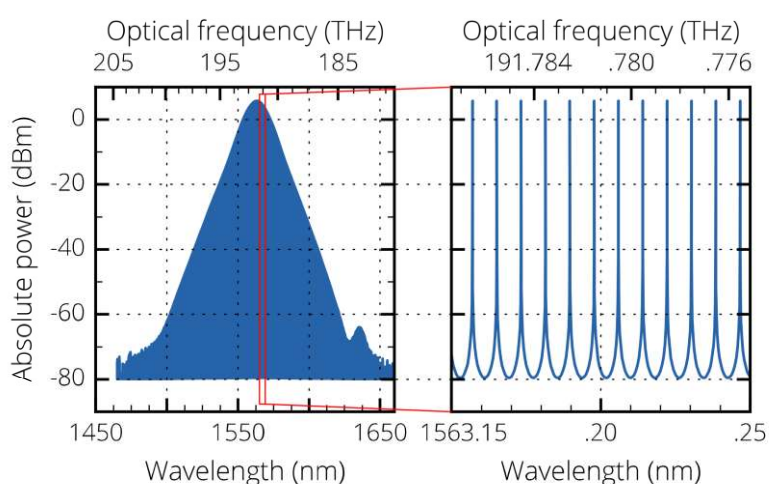 Optical frequency (THz) Optical frequency (THz)
205 195 185 191.784 .780 .776
0
-20
-40
-60
-80
Absolute power (dBm)
1450 1550 1650 1563.15 .20 .25
Wavelength (nm) Wavelength (nm)